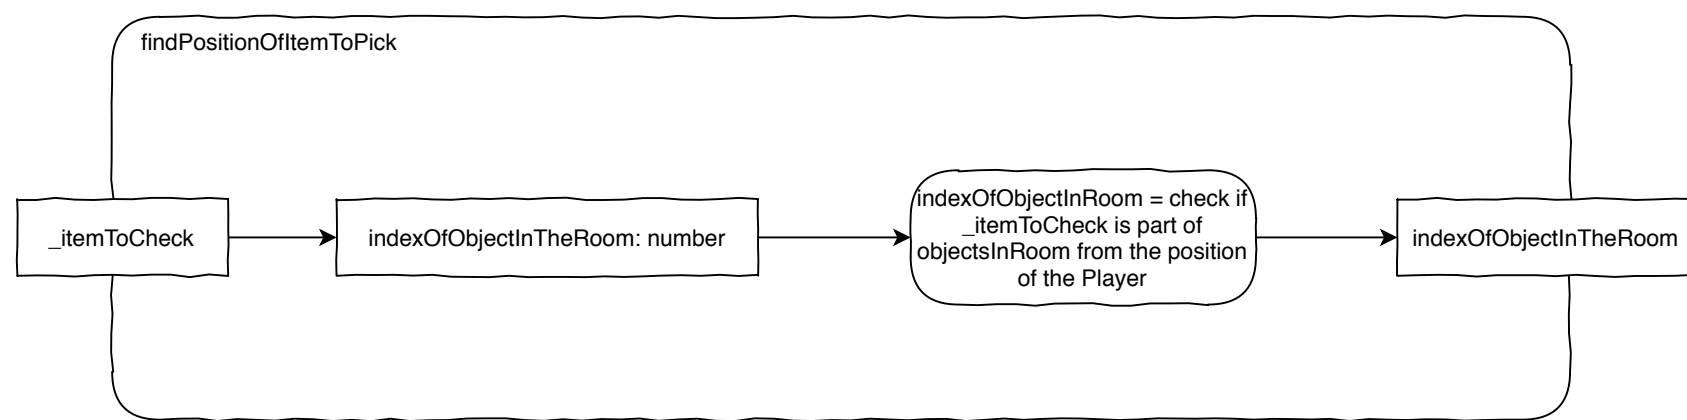 findPositionOfItemToPick
_itemToCheck
indexOfObjectInTheRoom: number
indexOfObjectInRoom = check if
_itemToCheck is part of
objectsInRoom from the position
of the Player
indexOfObjectInTheRoom